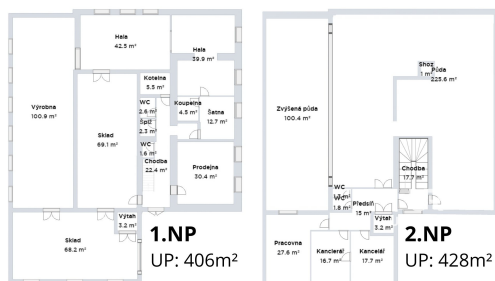 Hala
42.5 m²
Hala
39.9 m²
Kotelna
5.5 m²
Výrobna
100.9 m²
WC
2.6 m²
Koupelna
4.5 m²
Šatna
12.7 m²
Spíž
2.3 m²
Sklad
69.1 m²
WC
1.6 m²
Chodba
22.4 m²
Prodejna
30.4 m²
Výtah
3.2 m²
Sklad
68.2 m²
1.NP
UP: 406m²
Shoz
1 m²
Půda
225.6 m²
Zvýšená půda
100.4 m²
Chodba
17.7 m²
WC
WC
1.8 m²
Předsíň
15 m²
Výtah
3.2 m²
Pracovna
27.6 m²
Kancelář
16.7 m²
Kancelář
17.7 m²
2.NP
UP: 428m²